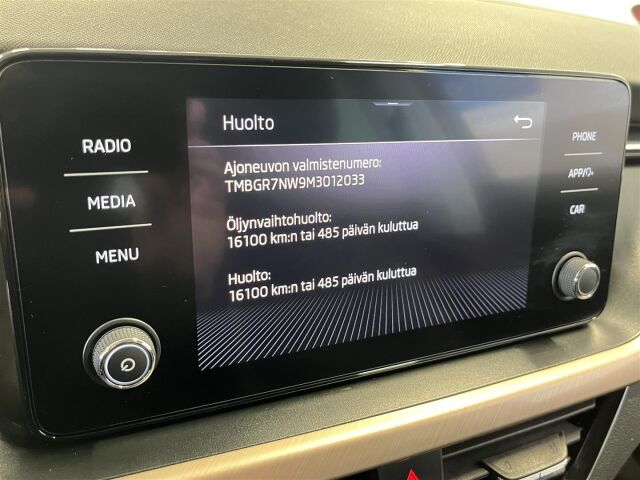 Huolto
RADIO
MEDIA
MENU
Ajoneuvon valmistenumero:
TMBGR7NW9M3012033
Öljynvaihtohuolto:
16100 km:n tai 485 päivän kuluttua
Huolto:
16100 km:n tai 485 päivän kuluttua
PHONE
APP/
CAR